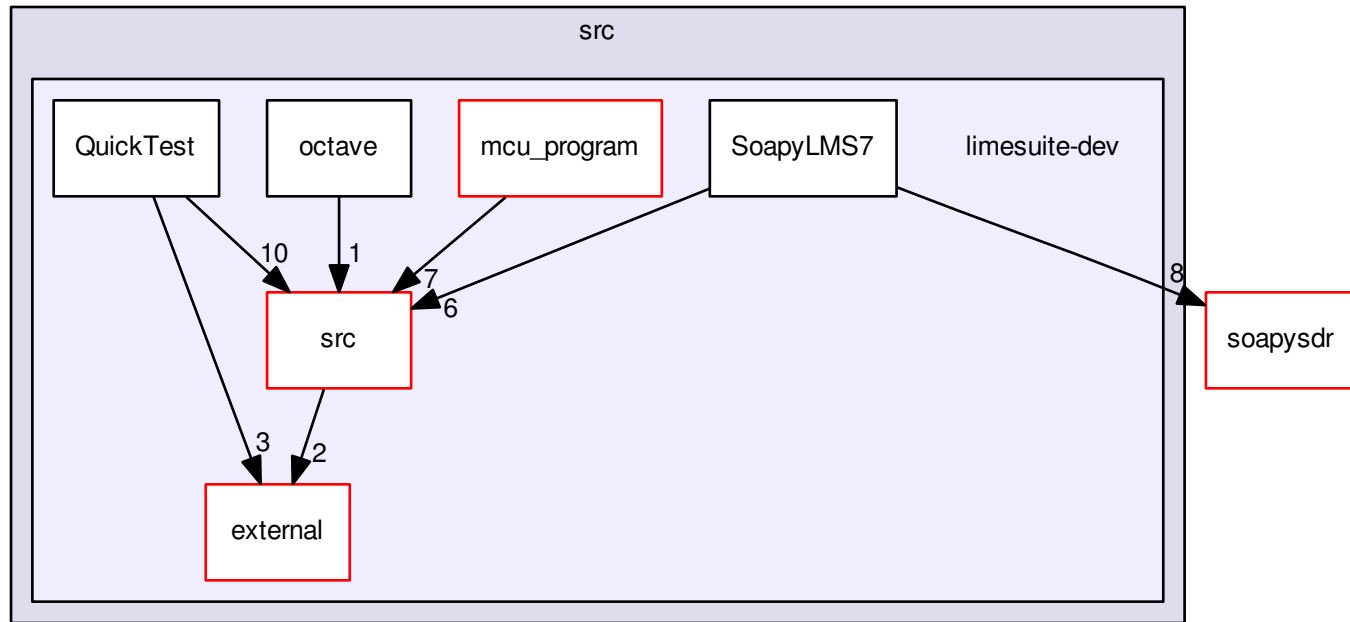 src
QuickTest
octave
mcu_program
SoapyLMS7
limesuite-dev
10
1
7
6
8
src
soapysdr
3
2
external